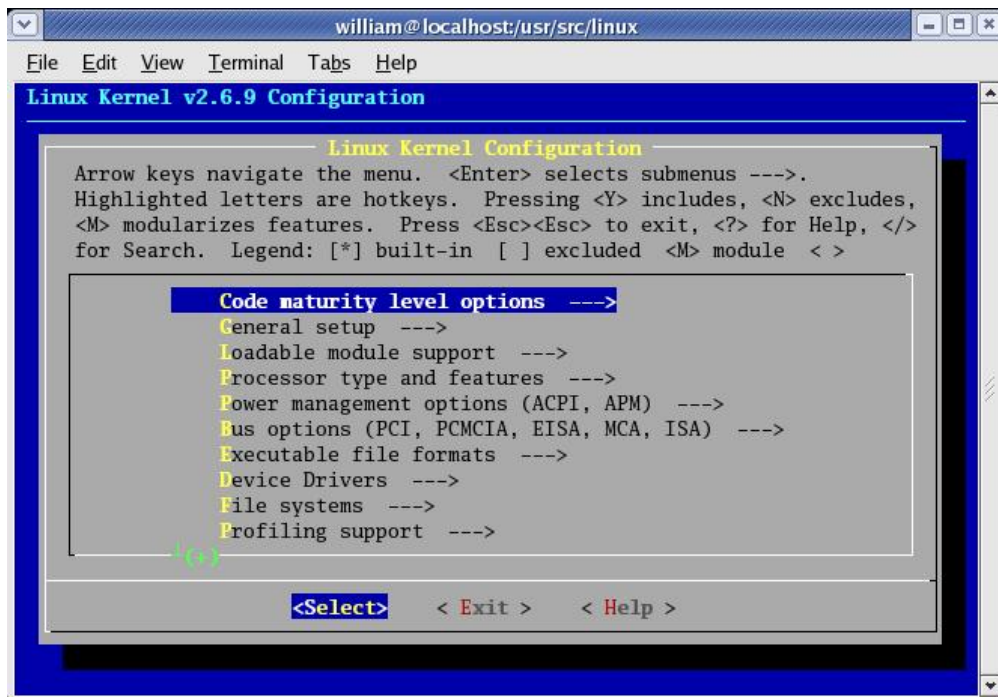 william@localhost:/usr/src/linux
File Edit View Terminal Tabs Help
Linux Kernel v2.6.9 Configuration
Linux Kernel Configuration
Arrow keys navigate the menu. <Enter> selects submenus --->.
Highlighted letters are hotkeys. Pressing <Y> includes, <N> excludes,
<M> modularizes features. Press <Esc><Esc> to exit, <?> for Help, </>
for Search. Legend: [*] built-in [ ] excluded <M> module < >
Code maturity level options --->
General setup --->
Loadable module support --->
Processor type and features --->
Power management options (ACPI, APM) --->
Bus options (PCI, PCMCIA, EISA, MCA, ISA) --->
Executable file formats --->
Device Drivers --->
File systems --->
Profiling support --->
(+)
<Select> < Exit > < Help >